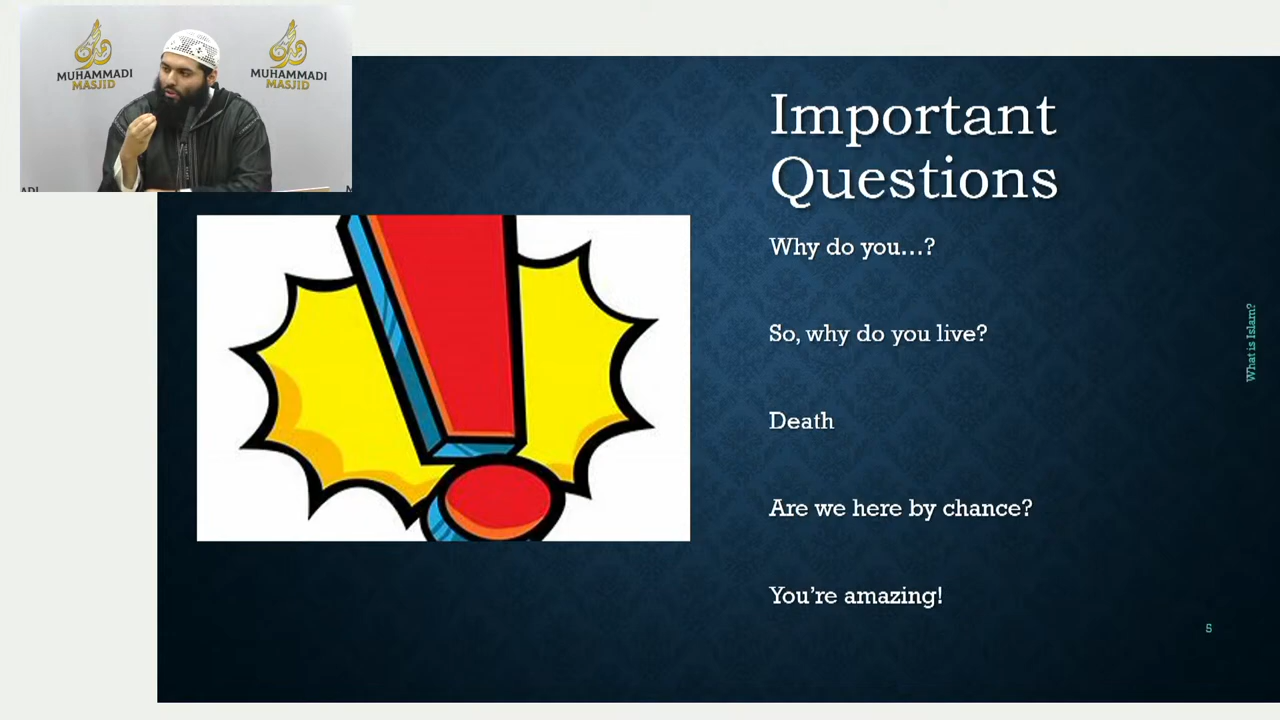 MUHAMMADI
MASJID
MUHAMMADI
MASJID
Important
Questions
Why do you...?
So, why do you live?
Death
Are we here by chance?
You're amazing!
What is Islam?
5